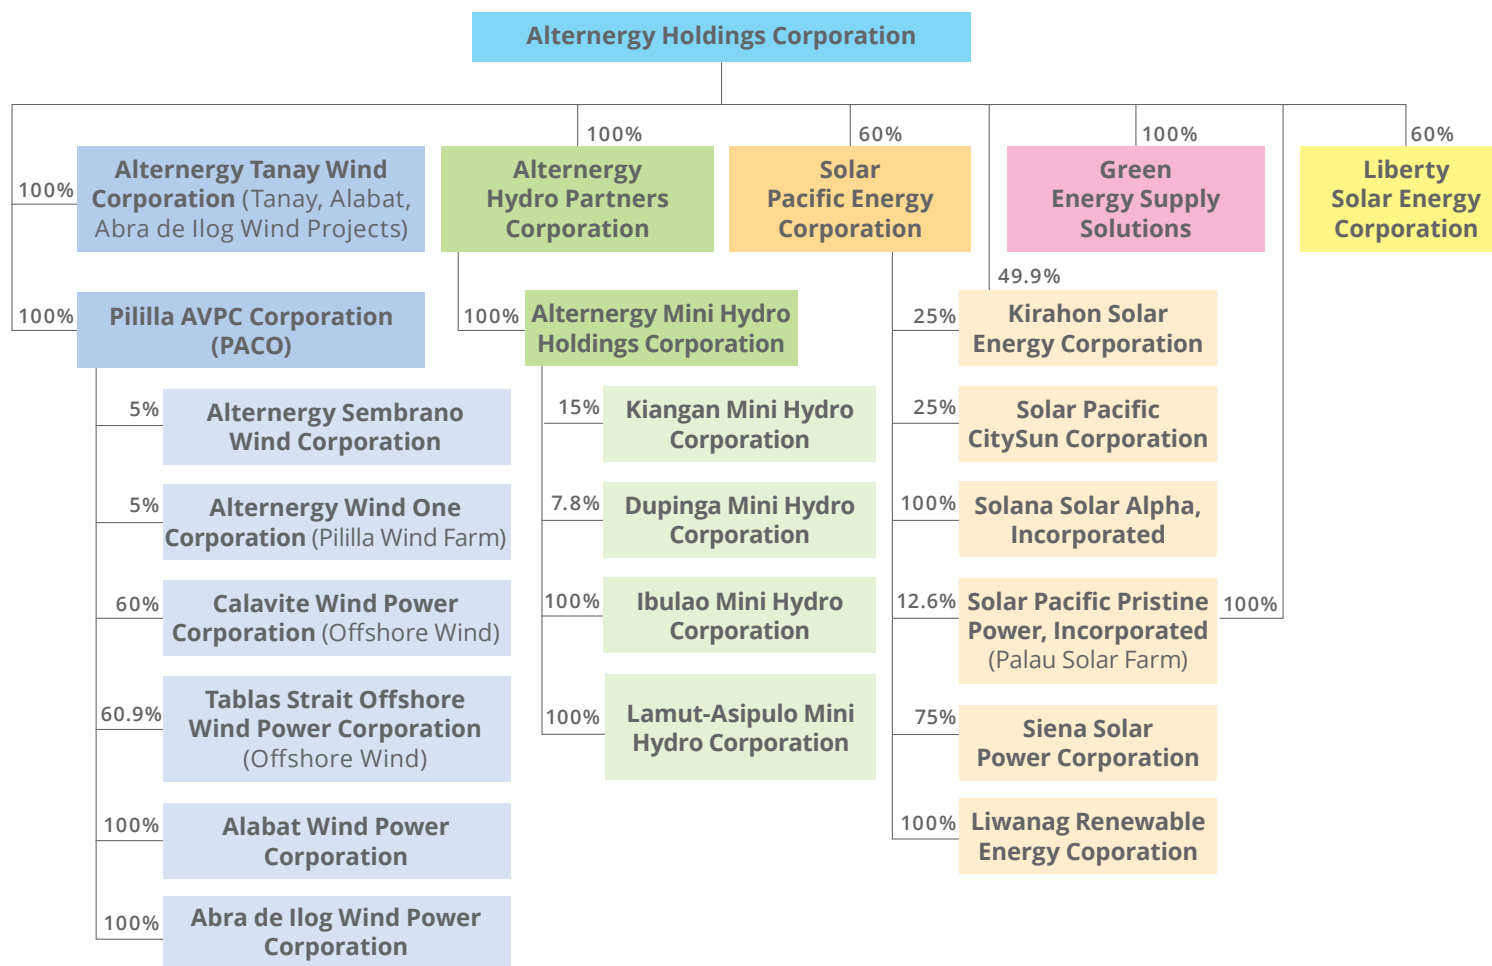 Alternergy Holdings Corporation
100%
60%
100%
60%
100%
Alternergy Tanay Wind
Corporation (Tanay, Alabat,
Abra de Ilog Wind Projects)
Alternergy
Hydro Partners
Corporation
Solar
Pacific Energy
Corporation
Green
Energy Supply
Solutions
Liberty
Solar Energy
Corporation
49.9%
100%
Pililla AVPC Corporation
(PACO)
100%
Alternergy Mini Hydro
Holdings Corporation
25%
Kirahon Solar
Energy Corporation
5%
Alternergy Sembrano
Wind Corporation
15%
Kiangan Mini Hydro
Corporation
25%
Solar Pacific
CitySun Corporation
5%
Alternergy Wind One
Corporation (Pililla Wind Farm)
7.8%
Dupinga Mini Hydro
Corporation
100%
Solana Solar Alpha,
Incorporated
60%
Calavite Wind Power
Corporation (Offshore Wind)
100%
Ibulao Mini Hydro
Corporation
12.6%
Solar Pacific Pristine
Power, Incorporated
(Palau Solar Farm)
100%
60.9%
Tablas Strait Offshore
Wind Power Corporation
(Offshore Wind)
100%
Lamut-Asipulo Mini
Hydro Corporation
75%
Siena Solar
Power Corporation
100%
Alabat Wind Power
Corporation
100%
Liwanag Renewable
Energy Coporation
100%
Abra de Ilog Wind Power
Corporation